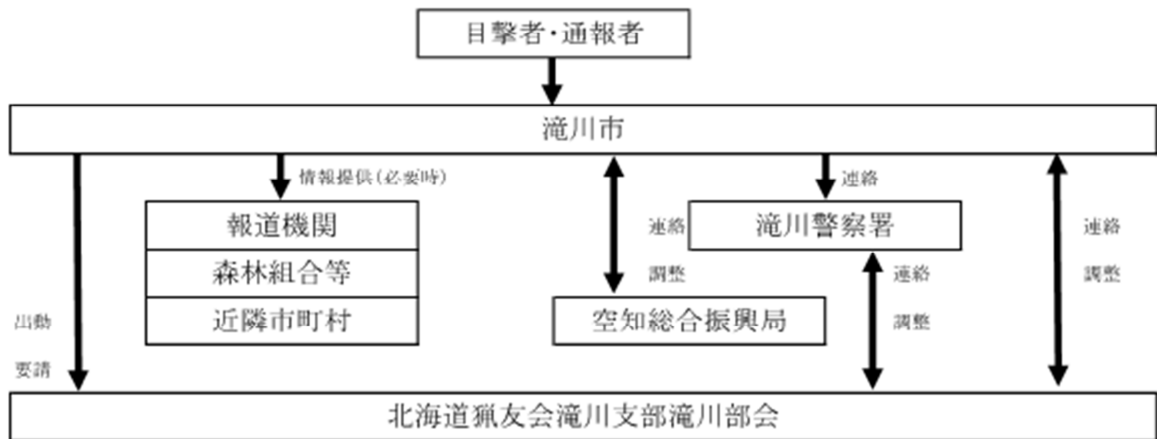 目撃者・通報者
滝川市
情報提供(必要時)
連絡
報道機関
森林組合等
近隣市町村
連絡
調整
滝川警察署
連絡
調整
連絡
調整
空知総合振興局
出動
要請
北海道猟友会滝川支部滝川部会